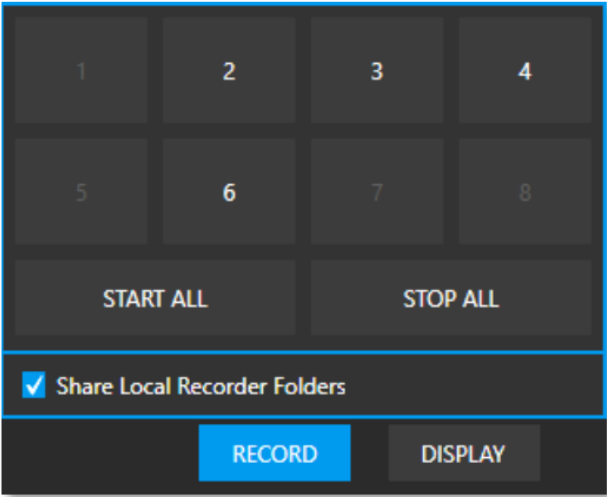 1 2 3 4
5 6 7 8
START ALL STOP ALL
Share Local Recorder Folders
RECORD DISPLAY